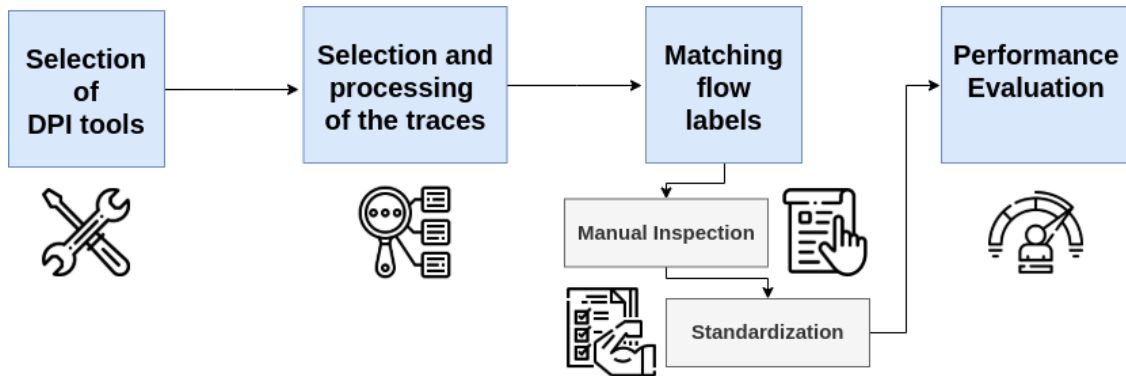 Selection
of
DPI tools
Selection and
processing
of the traces
Matching
flow
labels
Performance
Evaluation
Manual Inspection
Standardization